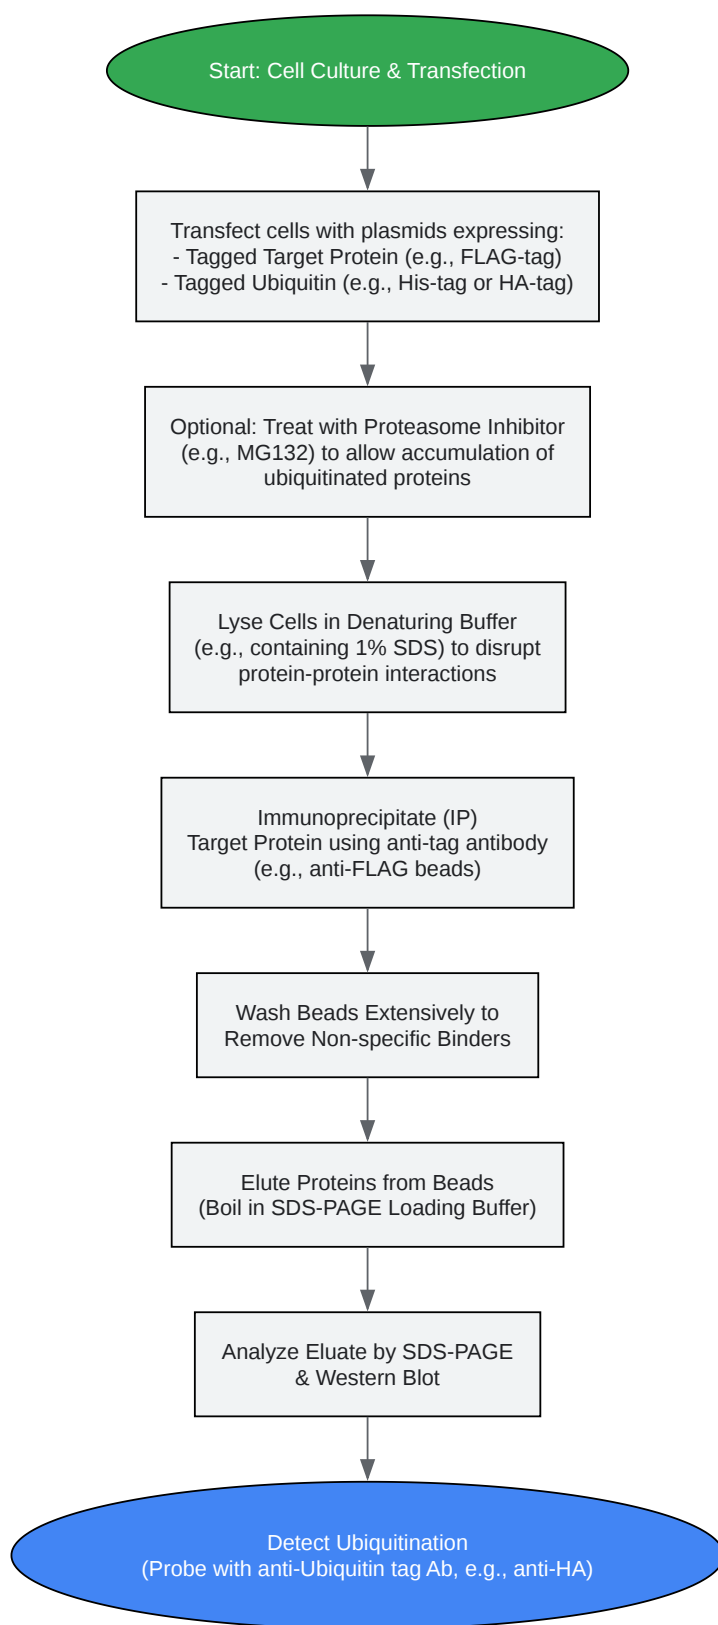 Start: Cell Culture & Transfection
Transfect cells with plasmids expressing:
- Tagged Target Protein (e.g., FLAG-tag)
- Tagged Ubiquitin (e.g., His-tag or HA-tag)
Optional: Treat with Proteasome Inhibitor
(e.g., MG132) to allow accumulation of
ubiquitinated proteins
Lyse Cells in Denaturing Buffer
(e.g., containing 1% SDS) to disrupt
protein-protein interactions
Immunoprecipitate (IP)
Target Protein using anti-tag antibody
(e.g., anti-FLAG beads)
Wash Beads Extensively to
Remove Non-specific Binders
Elute Proteins from Beads
(Boil in SDS-PAGE Loading Buffer)
Analyze Eluate by SDS-PAGE
& Western Blot
Detect Ubiquitination
(Probe with anti-Ubiquitin tag Ab, e.g., anti-HA)